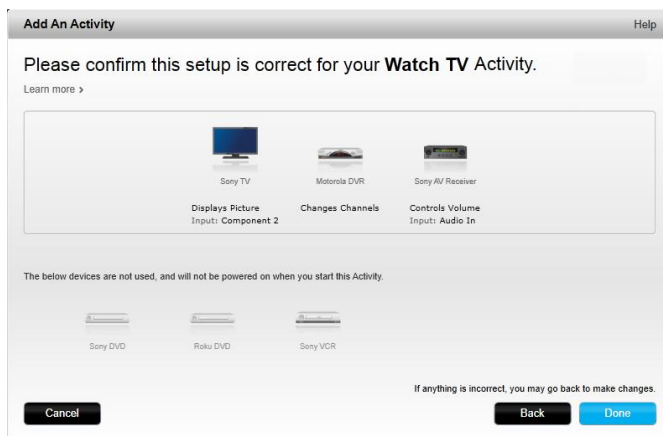 Add An Activity Help
Please confirm this setup is correct for your Watch TV Activity.
Learn more >
Sony TV Motorola DVR Sony AV Receiver
Displays Picture Changes Channels Controls Volume
Input: Component 2 Input: Audio In
The below devices are not used, and will not be powered on when you start this Activity.
Sony DVD Roku DVD Sony VCR
If anything is incorrect, you may go back to make changes.
Cancel Back Done